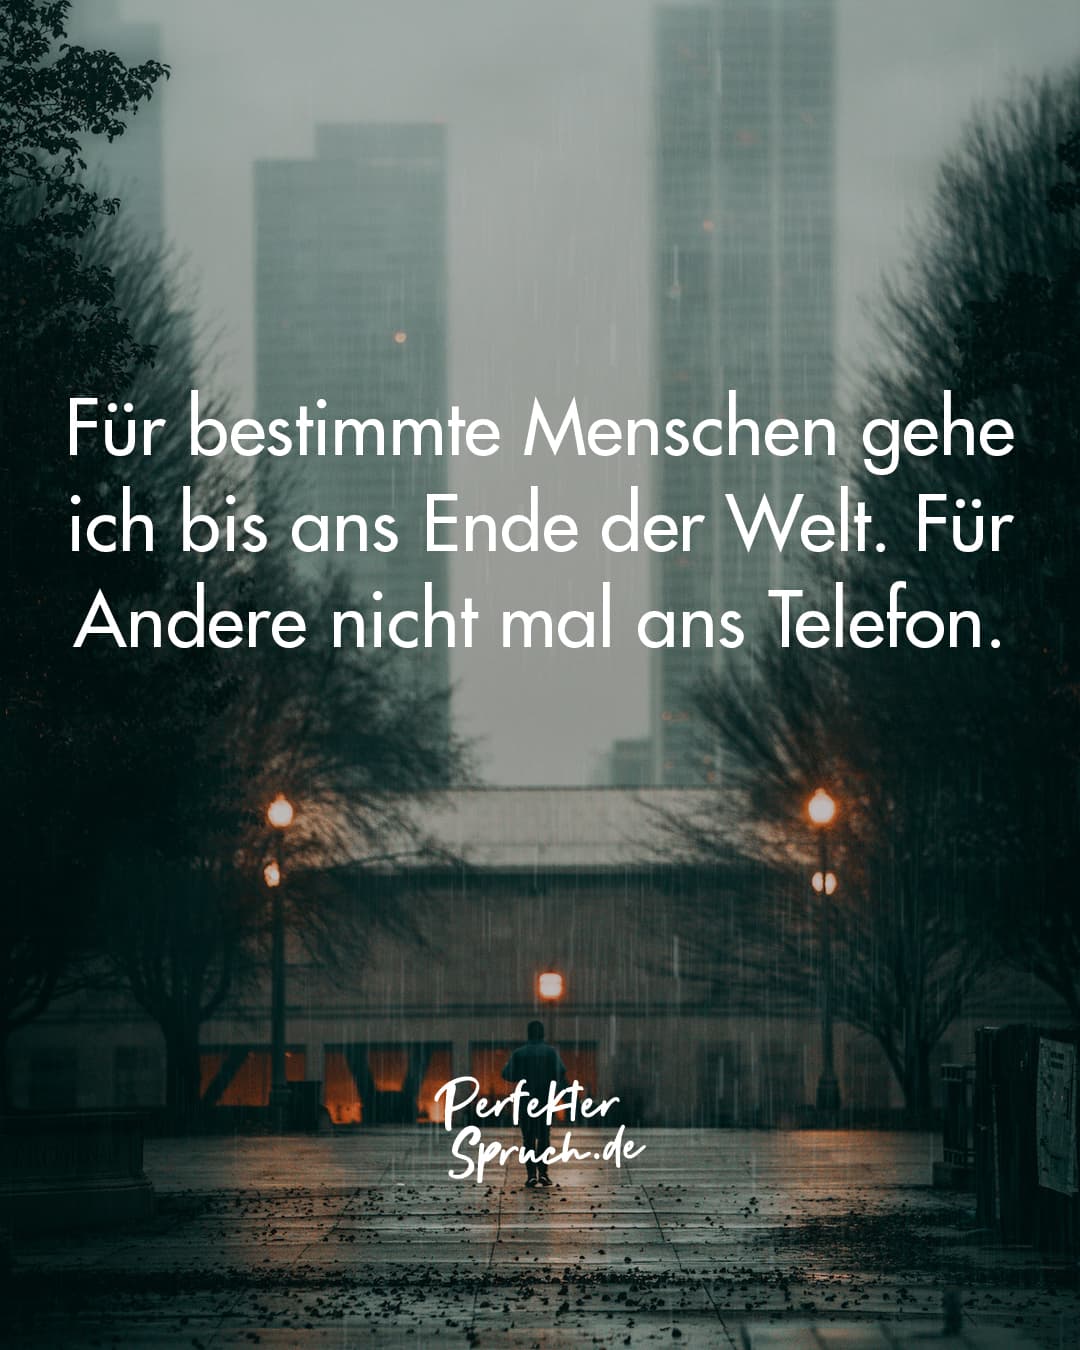 Für bestimmte Menschen gehe
ich bis ans Ende der Welt. Für
Andere nicht mal ans Telefon.
Perfekter
Spruch.de